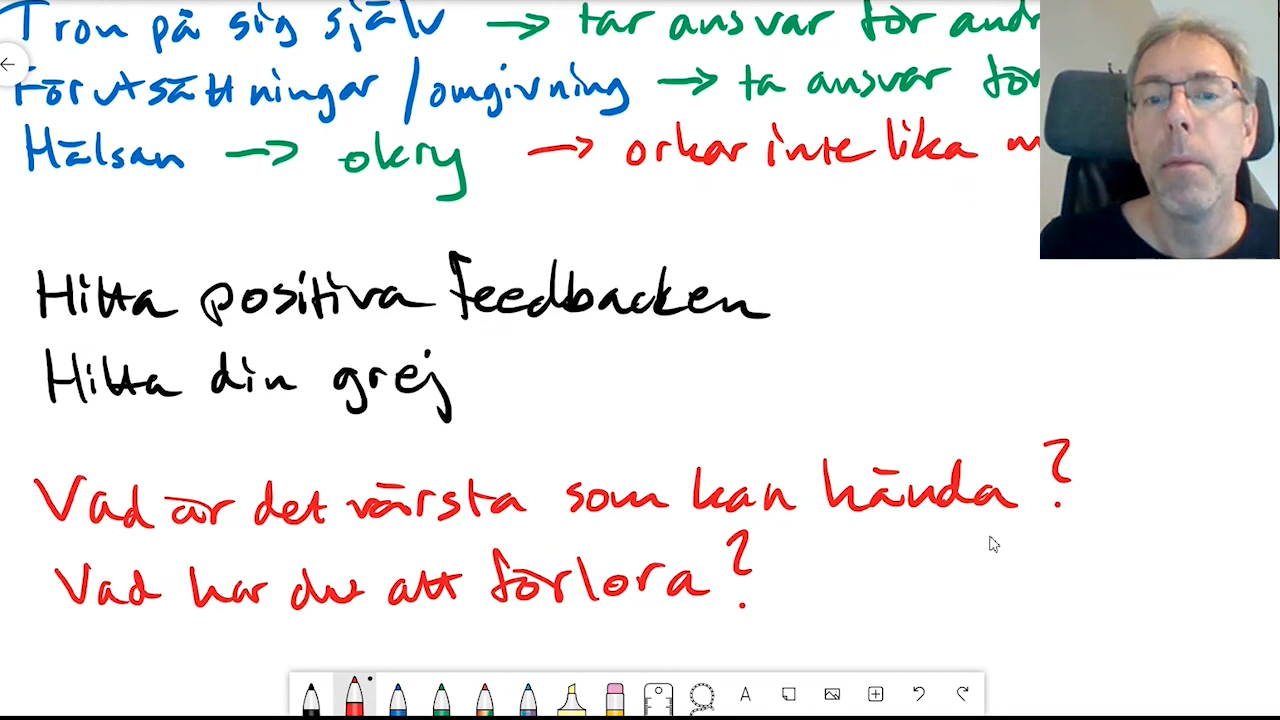 Tron på sig själv → tar ansvar för andr
Förutsättningar / omgivning → ta ansvar för
Hälsan → okry → orkar inte lika m
Hitta positiva feedbacken
Hitta din grej
Vad är det värsta som kan hända?
Vad har du att förlora?